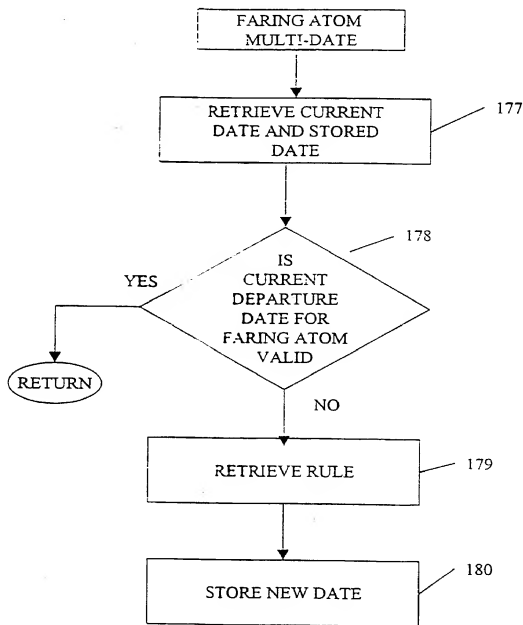 FARING ATOM
MULTI-DATE
RETRIEVE CURRENT
DATE AND STORED
DATE
177
178
IS
CURRENT
DEPARTURE
DATE FOR
FARING ATOM
VALID
YES
RETURN
NO
RETRIEVE RULE
179
STORE NEW DATE
180